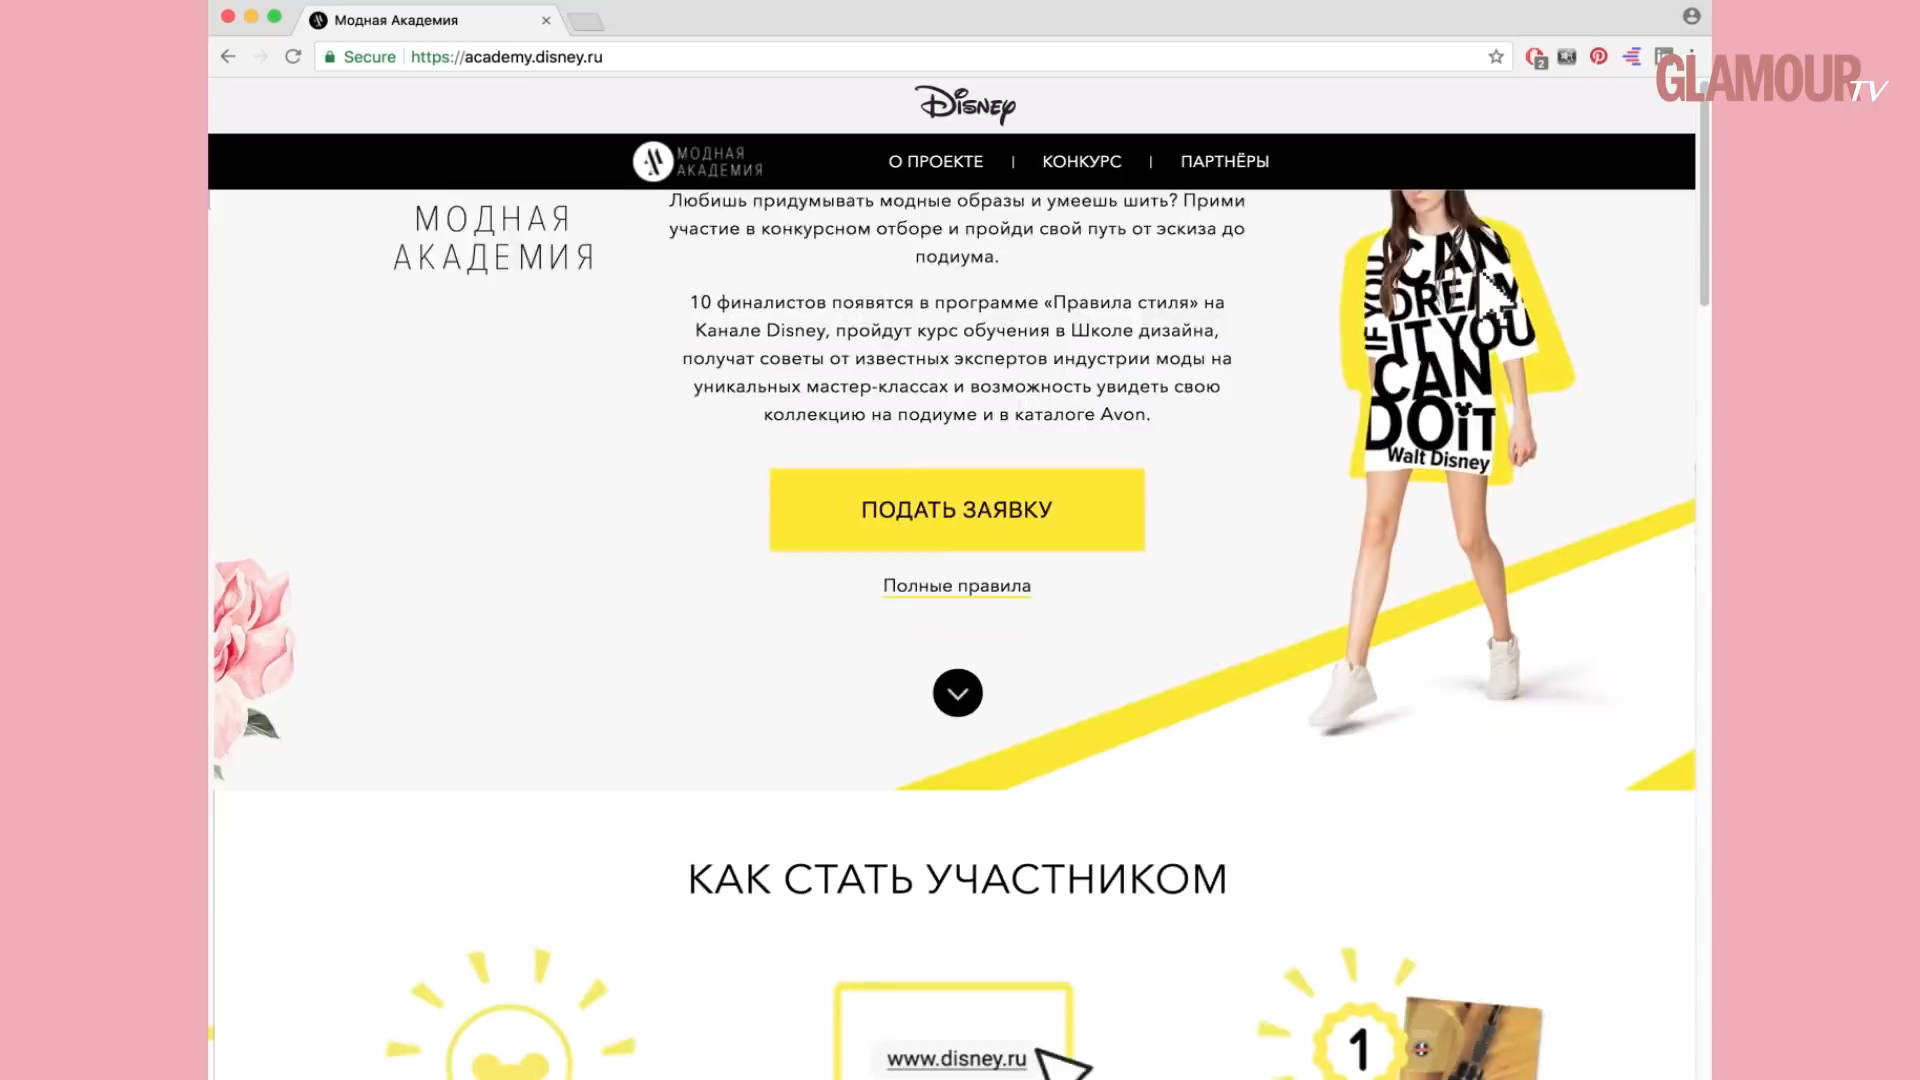 Модная Академия
Secure
https://academy.disney.ru
2
GLAMOUR TV
Disney
МОДНАЯ
АКАДЕМИЯ
О ПРОЕКТЕ | КОНКУРС | ПАРТНЁРЫ
МОДНАЯ
АКАДЕМИЯ
Любишь придумывать модные образы и умеешь шить? Прими
участие в конкурсном отборе и пройди свой путь от эскиза до
подиума.
10 финалистов появятся в программе «Правила стиля» на
Канале Disney, пройдут курс обучения в Школе дизайна,
получат советы от известных экспертов индустрии моды на
уникальных мастер-классах и возможность увидеть свою
коллекцию на подиуме и в каталоге Avon.
IF YOU
CAN
DREAM
IT YOU
CAN
DO iT
Walt Disney
ПОДАТЬ ЗАЯВКУ
Полные правила
КАК СТАТЬ УЧАСТНИКОМ
www.disney.ru
1